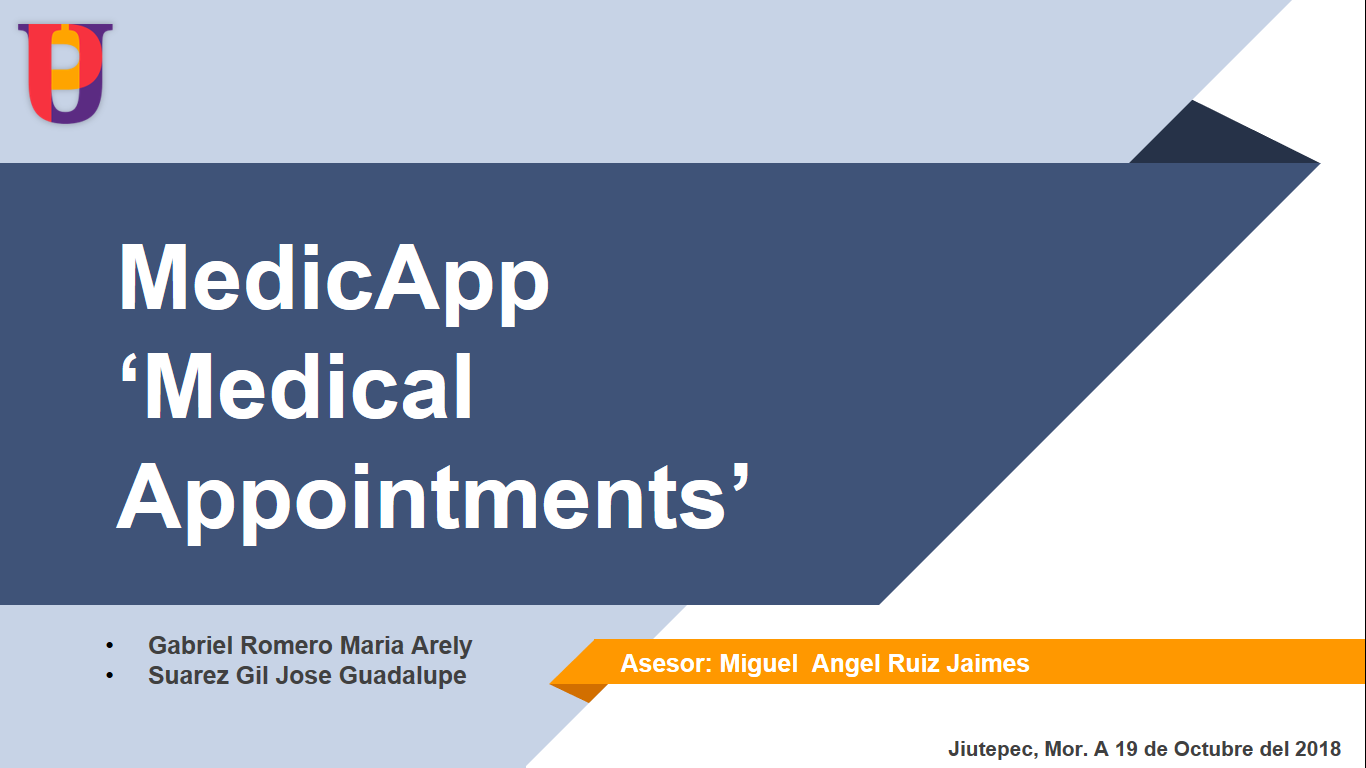 UP
MedicApp
‘Medical
Appointments’
• Gabriel Romero Maria Arely
• Suarez Gil Jose Guadalupe
Asesor: Miguel  Angel Ruiz Jaimes
Jiutepec, Mor. A 19 de Octubre del 2018